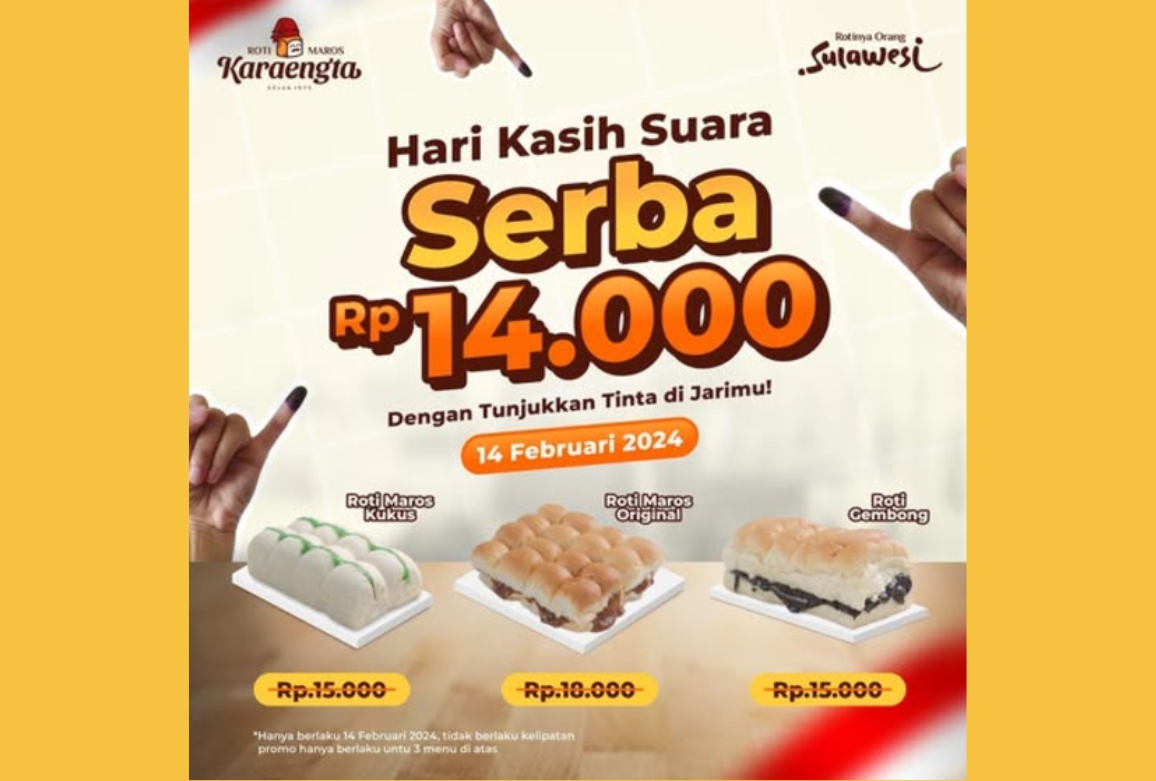 ROTI MAROS
Karaengta
Rotinya Orang
Sulawesi
Hari Kasih Suara
Serba
Rp 14.000
Dengan Tunjukkan Tinta di Jarimu!
14 Februari 2024
Roti Maros
Kukus
Roti Maros
Original
Roti
Gembong
Rp.15.000
Rp.18.000
Rp.15.000
*Hanya berlaku 14 Februari 2024, tidak berlaku kelipatan
promo hanya berlaku untu 3 menu di atas